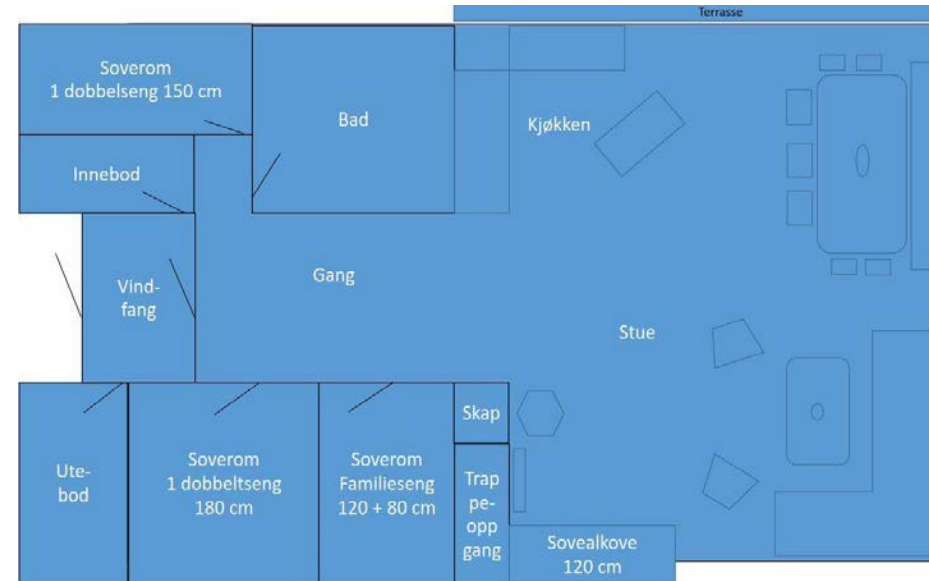 Terrasse
Soverom
1 dobbelseng 150 cm
Bad
Kjøkken
Innebod
Vind-
fang
Gang
Stue
Ute-
bod
Soverom
1 dobbeltseng
180 cm
Soverom
Familieseng
120 + 80 cm
Skap
Trap
pe-
opp
gang
Sovealkove
120 cm